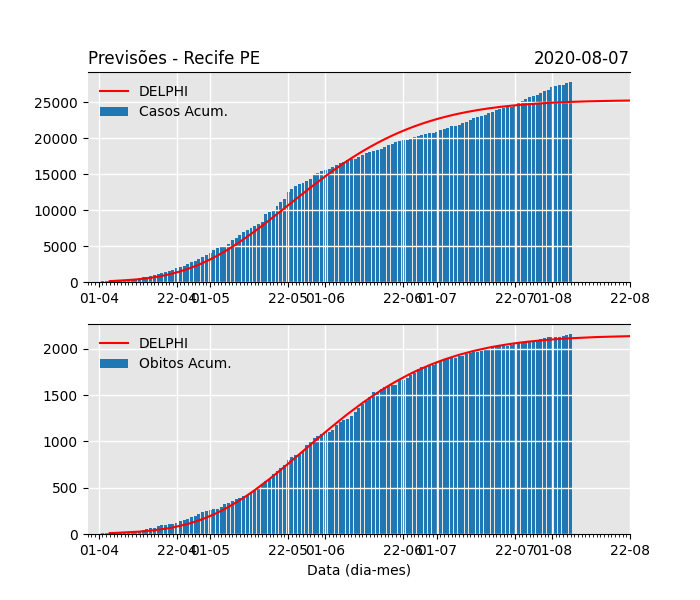 Previsões - Recife PE 2020-08-07
DELPHI
Casos Acum.
25000
20000
15000
10000
5000
0
01-04 22-04 01-05 22-05 01-06 22-06 01-07 22-07 01-08 22-08
DELPHI
Obitos Acum.
2000
1500
1000
500
0
01-04 22-04 01-05 22-05 01-06 22-06 01-07 22-07 01-08 22-08
Data (dia-mes)